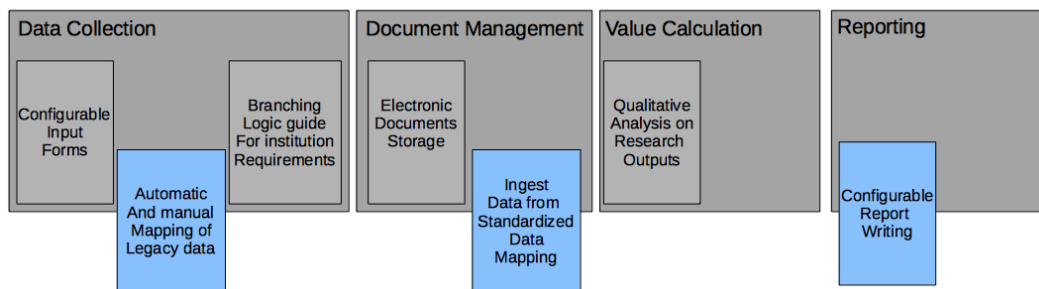 Data Collection
Configurable
Input
Forms
Automatic
And manual
Mapping of
Legacy data
Branching
Logic guide
For institution
Requirements
Document Management
Electronic
Documents
Storage
Ingest
Data from
Standardized
Data
Mapping
Value Calculation
Qualitative
Analysis on
Research
Outputs
Reporting
Configurable
Report
Writing